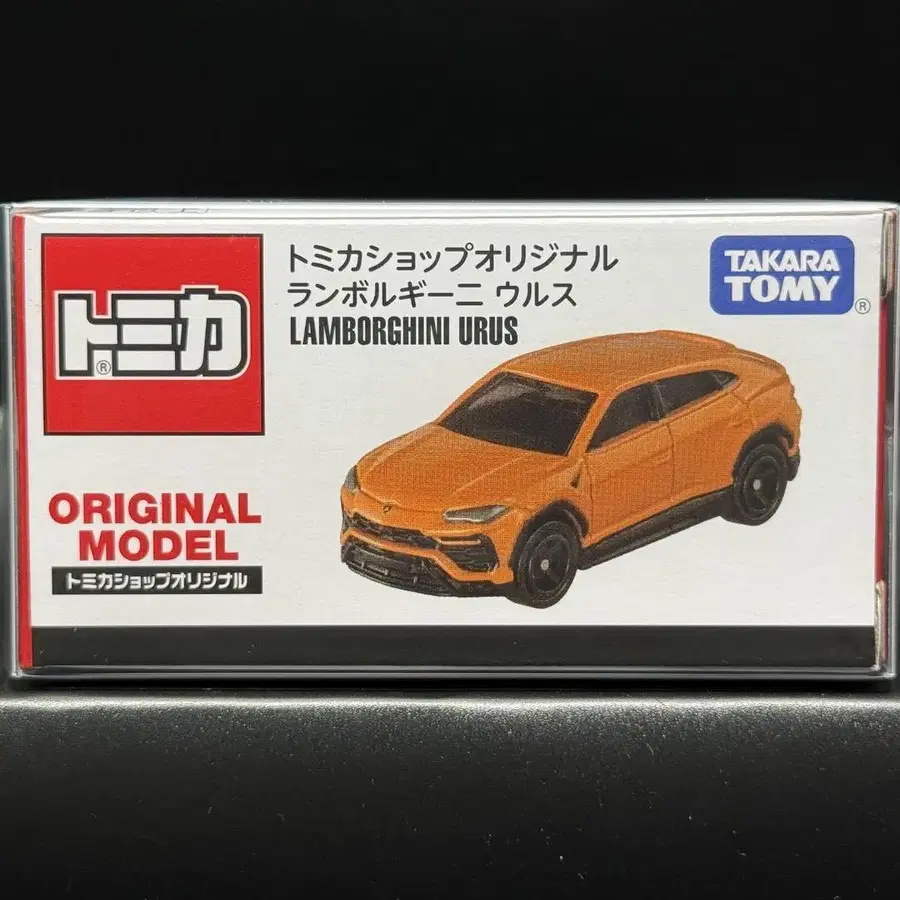 トミカ
®
ORIGINAL
MODEL
トミカショップオリジナル
トミカショップオリジナル
ランボルギーニ ウルス
LAMBORGHINI URUS
TAKARA
TOMY
®